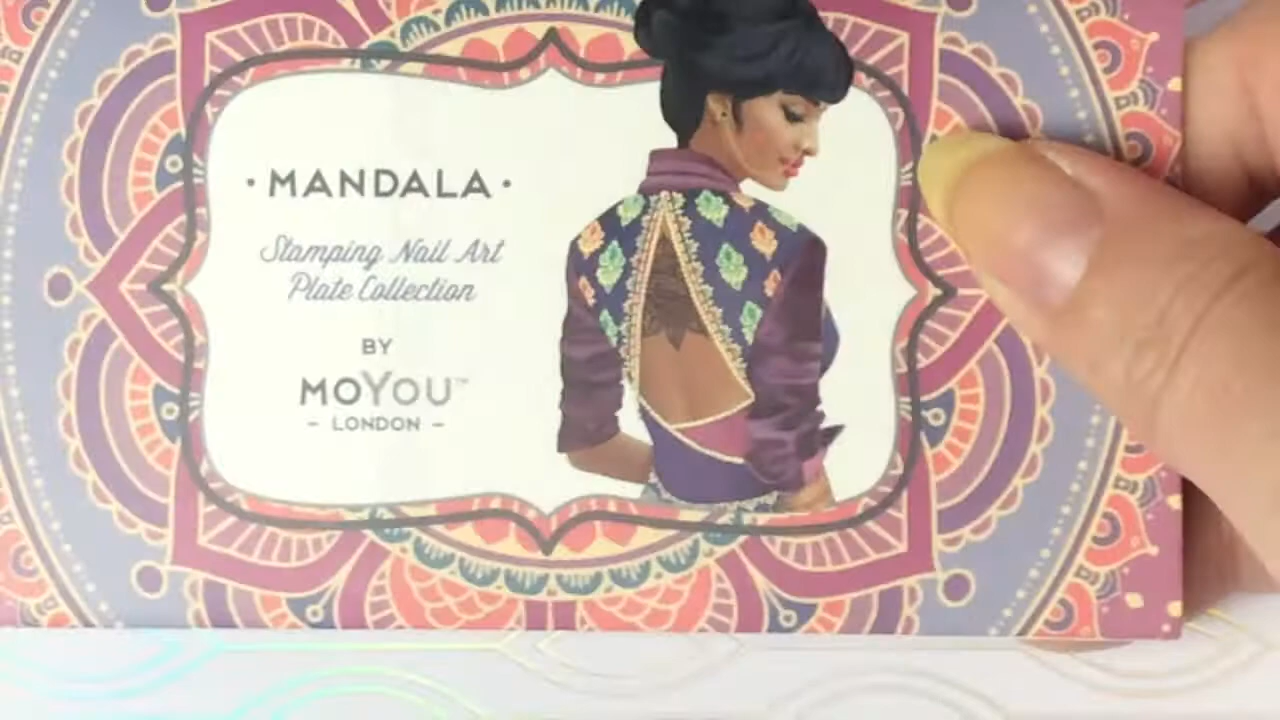 · MANDALA ·
Stamping Nail Art
Plate Collection
BY
MOYOU™
– LONDON –